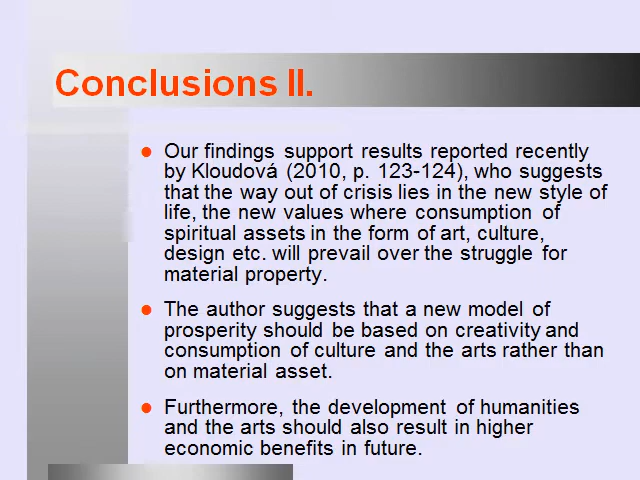 Conclusions II.
Our findings support results reported recently
by Kloudová (2010, p. 123-124), who suggests
that the way out of crisis lies in the new style of
life, the new values where consumption of
spiritual assets in the form of art, culture,
design etc. will prevail over the struggle for
material property.
The author suggests that a new model of
prosperity should be based on creativity and
consumption of culture and the arts rather than
on material asset.
Furthermore, the development of humanities
and the arts should also result in higher
economic benefits in future.